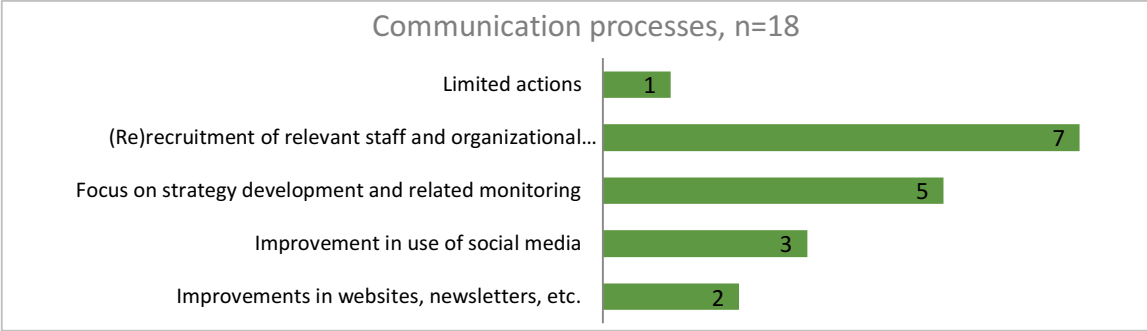 Communication processes, n=18
Limited actions 1
(Re)recruitment of relevant staff and organizational... 7
Focus on strategy development and related monitoring 5
Improvement in use of social media 3
Improvements in websites, newsletters, etc. 2